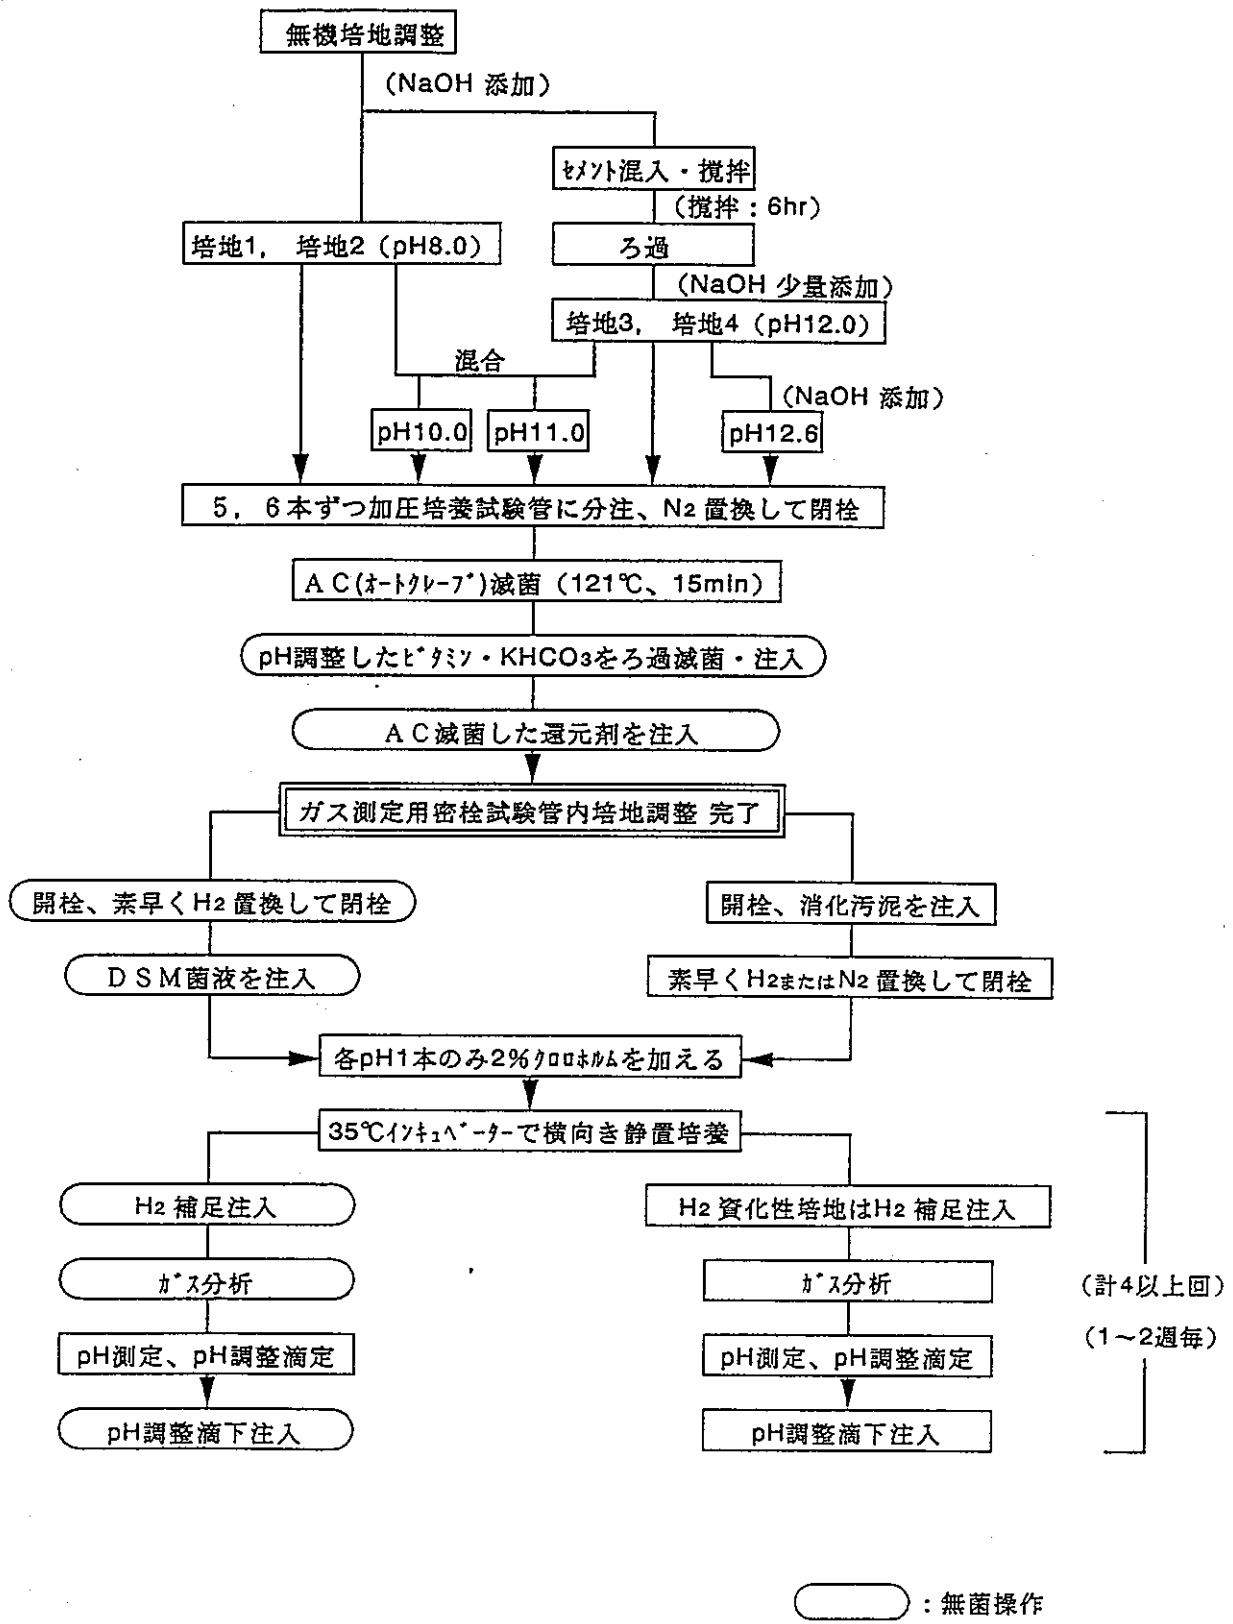 無機培地調整
(NaOH 添加)
セメント混入・攪拌
(攪拌：6hr)
培地1, 培地2 (pH8.0)
ろ過
(NaOH 少量添加)
培地3, 培地4 (pH12.0)
混合
(NaOH 添加)
pH10.0
pH11.0
pH12.6
5, 6本ずつ加圧培養試験管に分注、N2 置換して閉栓
AC(オートクレーブ)滅菌 (121℃、15min)
pH調整したビタミン・KHCO3をろ過滅菌・注入
AC滅菌した還元剤を注入
ガス測定用密栓試験管内培地調整 完了
開栓、素早くH2 置換して閉栓
開栓、消化汚泥を注入
DSM菌液を注入
素早くH2またはN2 置換して閉栓
各pH1本のみ2%クロロホルムを加える
35℃インキュベーターで横向き静置培養
H2 補足注入
H2 資化性培地はH2 補足注入
ガス分析
ガス分析
(計4以上回)
(1～2週毎)
pH測定、pH調整滴定
pH測定、pH調整滴定
pH調整滴下注入
pH調整滴下注入
：無菌操作